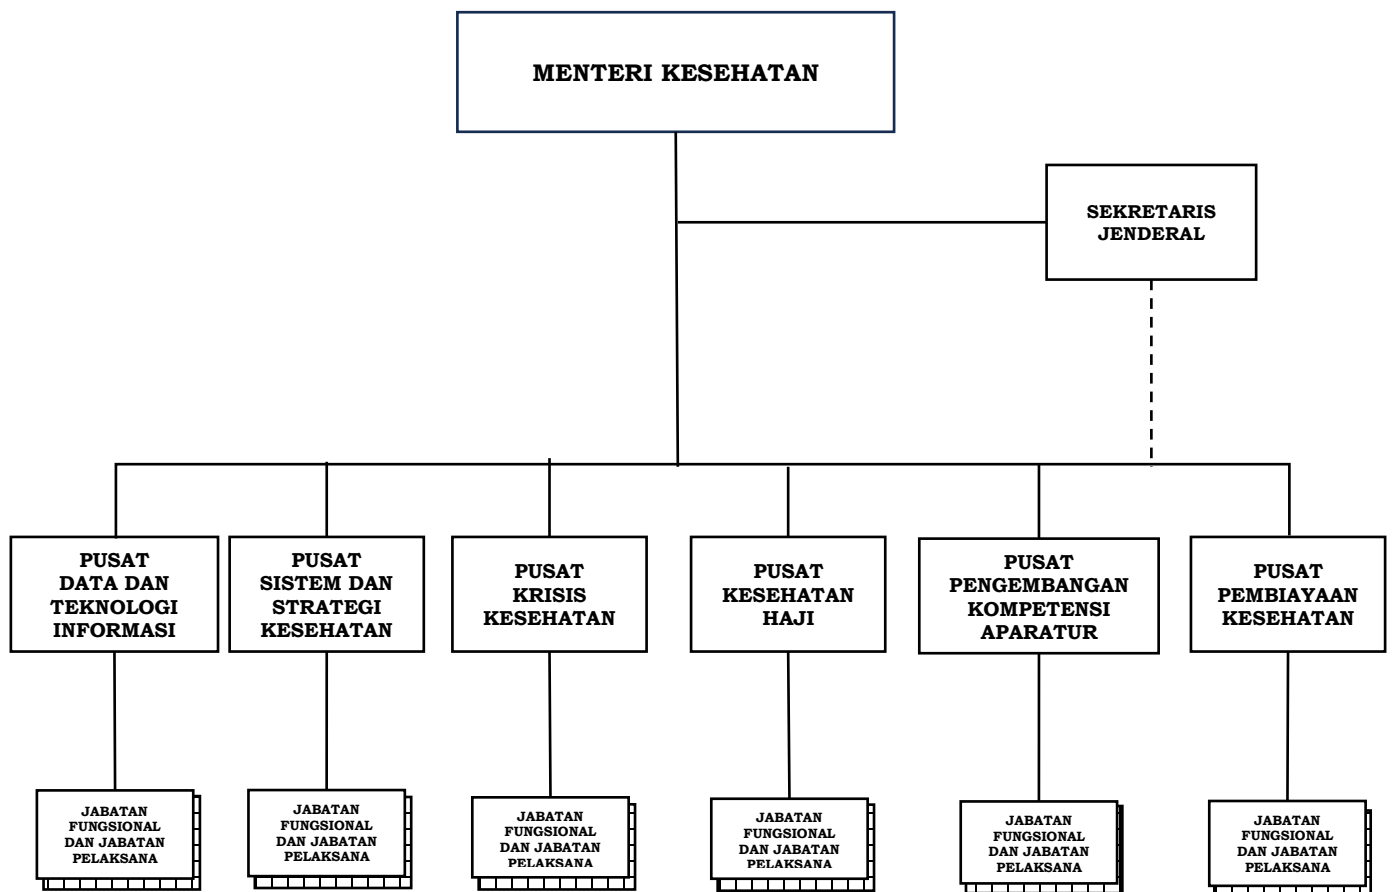 MENTERI KESEHATAN
SEKRETARIS
JENDERAL
PUSAT
DATA DAN
TEKNOLOGI
INFORMASI
PUSAT
SISTEM DAN
STRATEGI
KESEHATAN
PUSAT
KRISIS
KESEHATAN
PUSAT
KESEHATAN
HAJI
PUSAT
PENGEMBANGAN
KOMPETENSI
APARATUR
PUSAT
PEMBIAYAAN
KESEHATAN
JABATAN
FUNGSIONAL
DAN JABATAN
PELAKSANA
JABATAN
FUNGSIONAL
DAN JABATAN
PELAKSANA
JABATAN
FUNGSIONAL
DAN JABATAN
PELAKSANA
JABATAN
FUNGSIONAL
DAN JABATAN
PELAKSANA
JABATAN
FUNGSIONAL
DAN JABATAN
PELAKSANA
JABATAN
FUNGSIONAL
DAN JABATAN
PELAKSANA